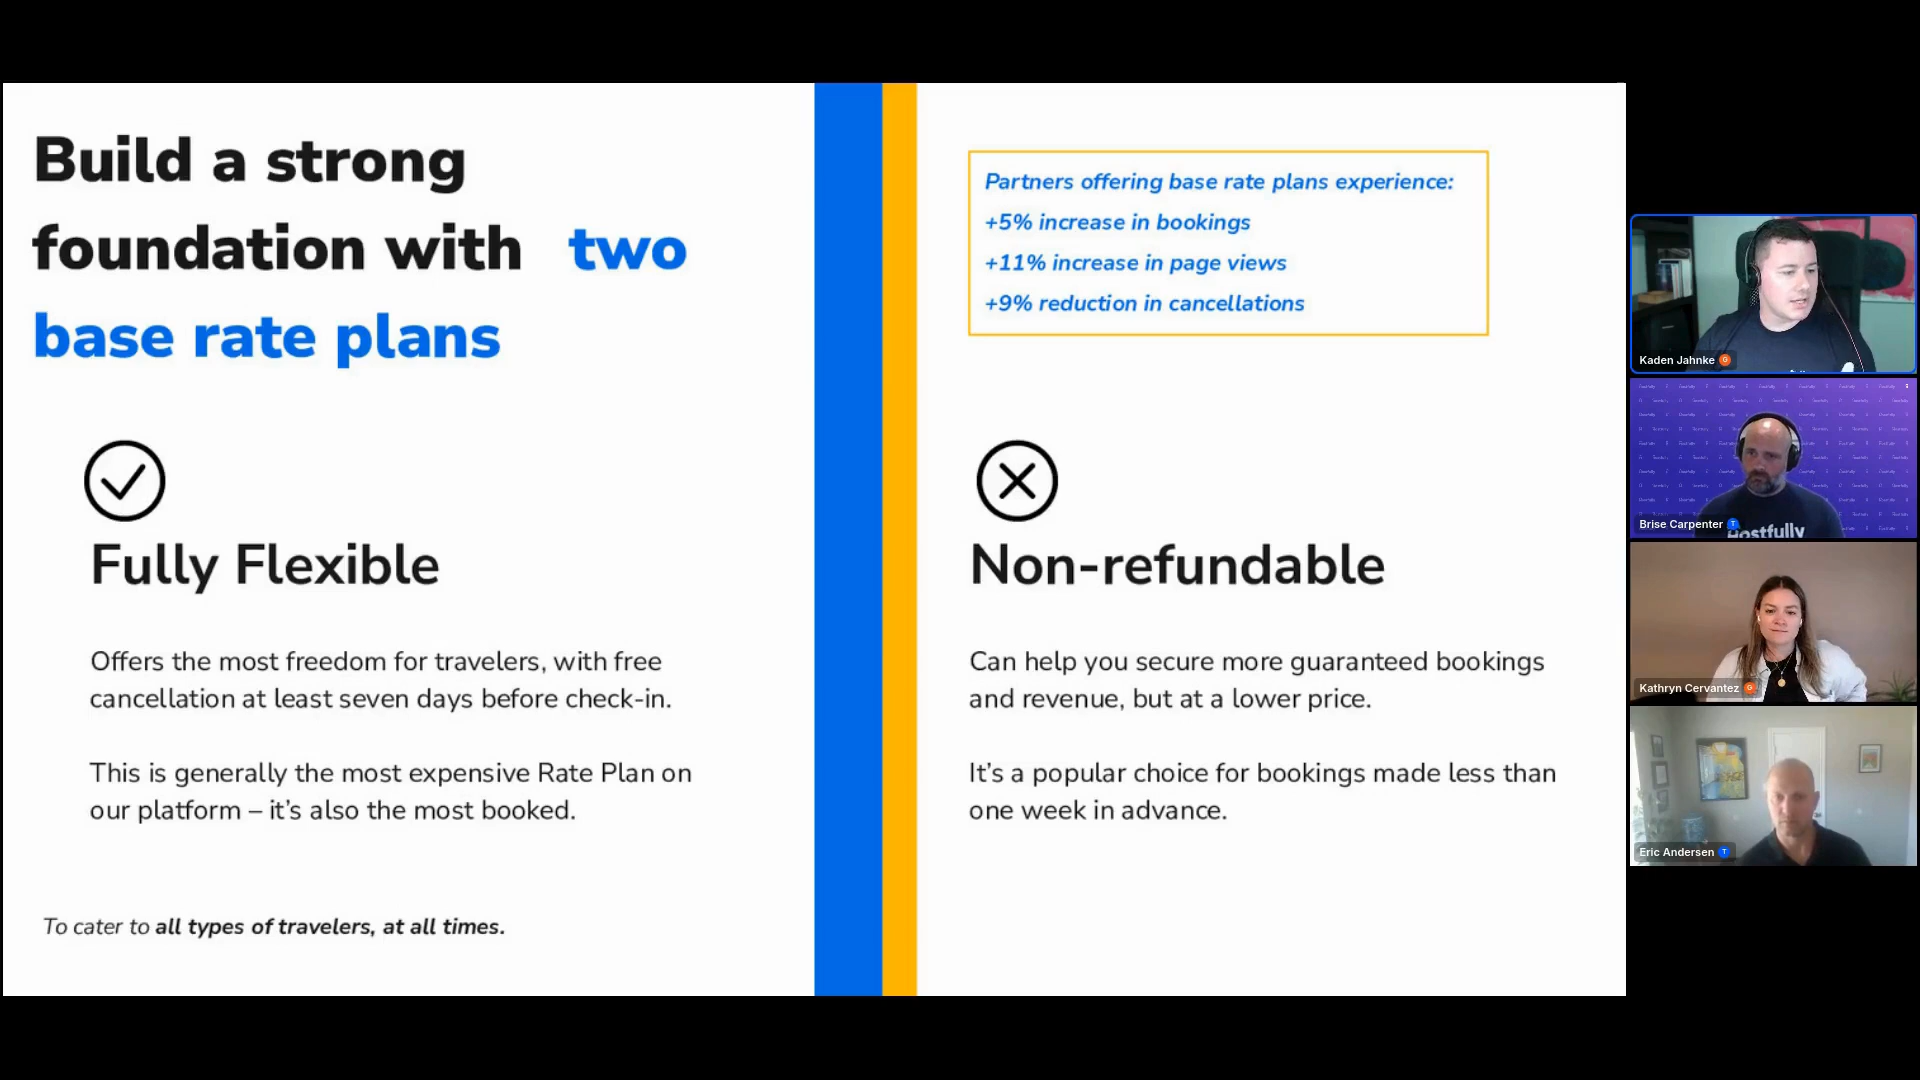 Build a strong
foundation with two
base rate plans
Partners offering base rate plans experience:
+5% increase in bookings
+11% increase in page views
+9% reduction in cancellations
Fully Flexible
Offers the most freedom for travelers, with free
cancellation at least seven days before check-in.
This is generally the most expensive Rate Plan on
our platform – it’s also the most booked.
To cater to all types of travelers, at all times.
Non-refundable
Can help you secure more guaranteed bookings
and revenue, but at a lower price.
It’s a popular choice for bookings made less than
one week in advance.
Kaden Jahnke
Brise Carpenter
Kathryn Cervantez
Eric Andersen